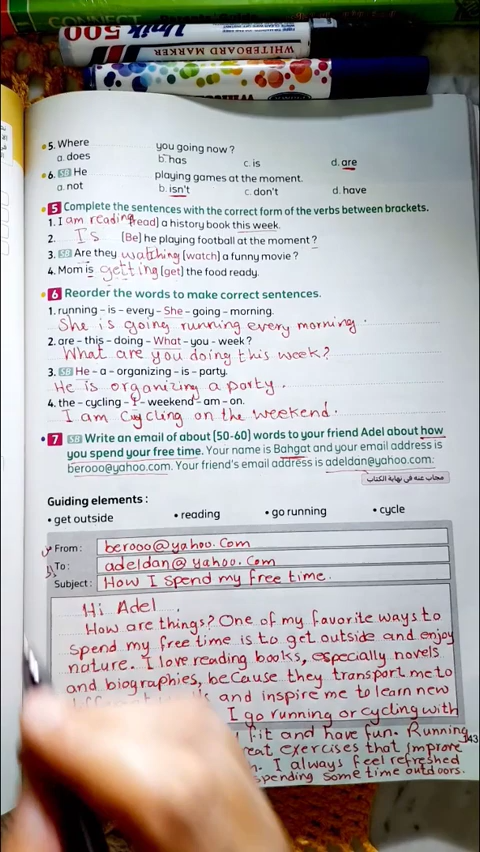 CONNECT
Unik 500
WHITEBOARD MARKER
5. Where you going now?
a. does b. has c. is d. are
6. SB He playing games at the moment.
a. not b. isn't c. don't d. have
5 Complete the sentences with the correct form of the verbs between brackets.
1. I am reading (read) a history book this week.
2. Is (Be) he playing football at the moment?
3. SB Are they watching (watch) a funny movie?
4. Mom is getting (get) the food ready.
6 Reorder the words to make correct sentences.
1. running – is – every – She – going – morning.
She is going running every morning.
2. are – this – doing – What – you – week?
What are you doing this week?
3. SB He – a – organizing – is – party.
He is organizing a party.
4. the – cycling – I – weekend – am – on.
I am cycling on the weekend.
7 SB Write an email of about (50-60) words to your friend Adel about how
you spend your free time. Your name is Bahgat and your email address is
berooo@yahoo.com. Your friend's email address is adeldan@yahoo.com.
مجاب عنه في نهاية الكتاب
Guiding elements:
• get outside • reading • go running • cycle
From: berooo@yahoo.com
To: adeldan@yahoo.com
Subject: How I spend my free time.
Hi Adel,
How are things? One of my favorite ways to
spend my free time is to get outside and enjoy
nature. I love reading books, especially novels
and biographies, because they transport me to
and inspire me to learn new
I go running or cycling with
fit and have fun. Running
exercises that improve
143
I always feel refreshed
spending some time outdoors.